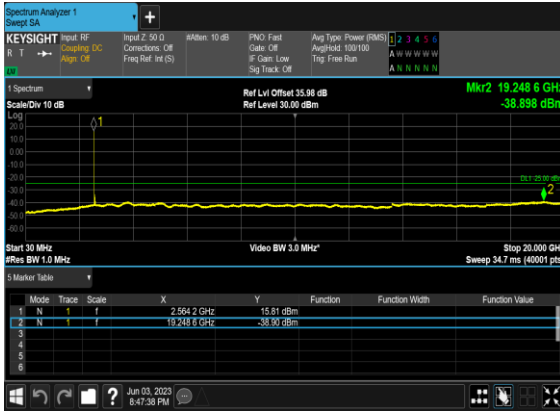 Spectrum Analyzer 1
Swept SA
+
KEYSIGHT Input: RF Input Z: 50 Ω #Atten: 10 dB PNO: Fast Avg Type: Power (RMS) 1 2 3 4 5 6
R T Coupling: DC Corrections: Off Gate: Off Avg|Hold: 100/100 A W W W W W
Align: Off Freq Ref: Int (S) IF Gain: Low Trig: Free Run
Sig Track: Off A N N N N N
1 Spectrum Ref Lvl Offset 35.98 dB Mkr2 19.248 6 GHz
Scale/Div 10 dB Ref Level 30.00 dBm -38.898 dBm
Log
20.0
10.0
0.00
-10.0
-20.0
-30.0
-40.0
-50.0
-60.0
1
DL1 -25.00 dBm
2
Start 30 MHz Video BW 3.0 MHz* Stop 20.000 GHz
#Res BW 1.0 MHz Sweep 34.7 ms (40001 pts)
5 Marker Table
Mode Trace Scale X Y Function Function Width Function Value
1 N 1 f 2.564 2 GHz 15.81 dBm
2 N 1 f 19.248 6 GHz -38.90 dBm
3
4
5
6
? Jun 03, 2023
8:47:38 PM